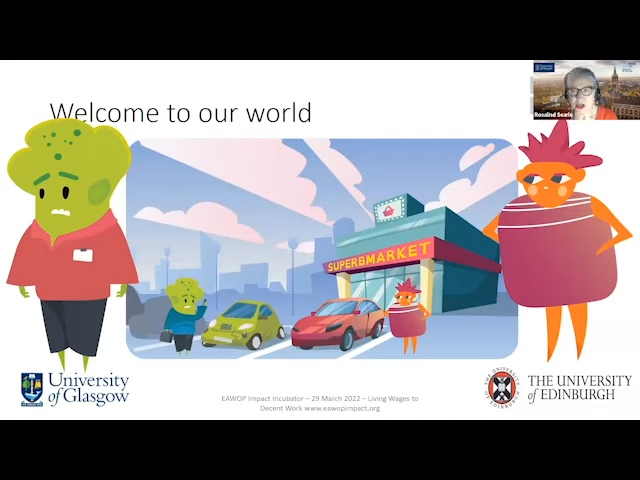 Rosalind Searle
Welcome to our world
SUPERBMARKET
University
of Glasgow
EAWOP Impact Incubator – 29 March 2022 – Living Wages to
Decent Work www.eawopimpact.org
THE UNIVERSITY
of EDINBURGH